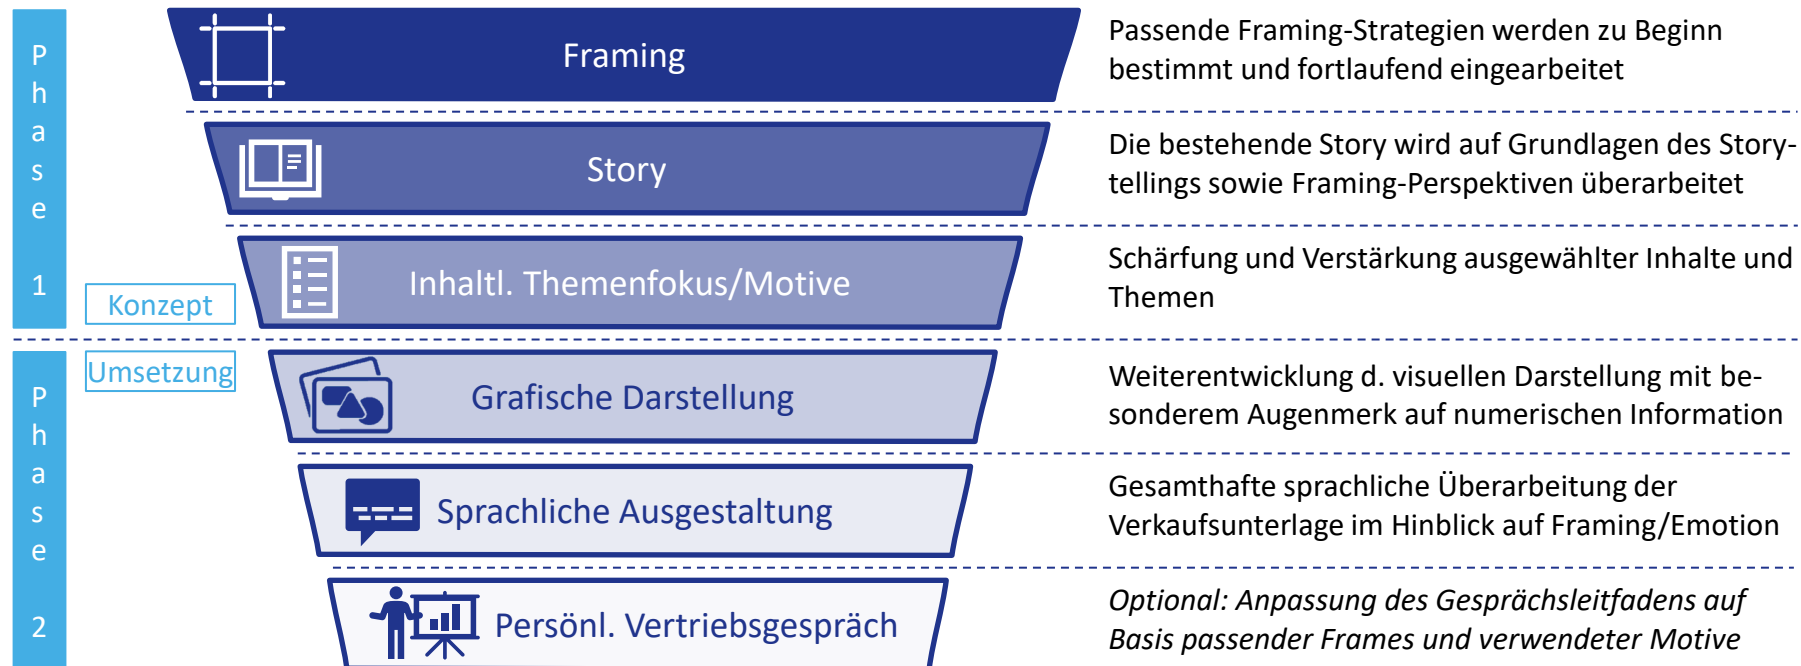 Phase 1
Framing
Passende Framing-Strategien werden zu Beginn
bestimmt und fortlaufend eingearbeitet
Story
Die bestehende Story wird auf Grundlagen des Story-
tellings sowie Framing-Perspektiven überarbeitet
Inhaltl. Themenfokus/Motive
Schärfung und Verstärkung ausgewählter Inhalte und
Themen
Konzept
Phase 2
Umsetzung
Grafische Darstellung
Weiterentwicklung d. visuellen Darstellung mit be-
sonderem Augenmerk auf numerischen Information
Sprachliche Ausgestaltung
Gesamthafte sprachliche Überarbeitung der
Verkaufsunterlage im Hinblick auf Framing/Emotion
Persönl. Vertriebsgespräch
Optional: Anpassung des Gesprächsleitfadens auf
Basis passender Frames und verwendeter Motive